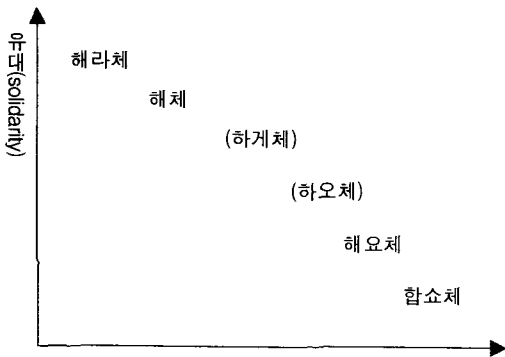 해라체
해체
(하게체)
(하오체)
해요체
합쇼체
유대(solidarity)